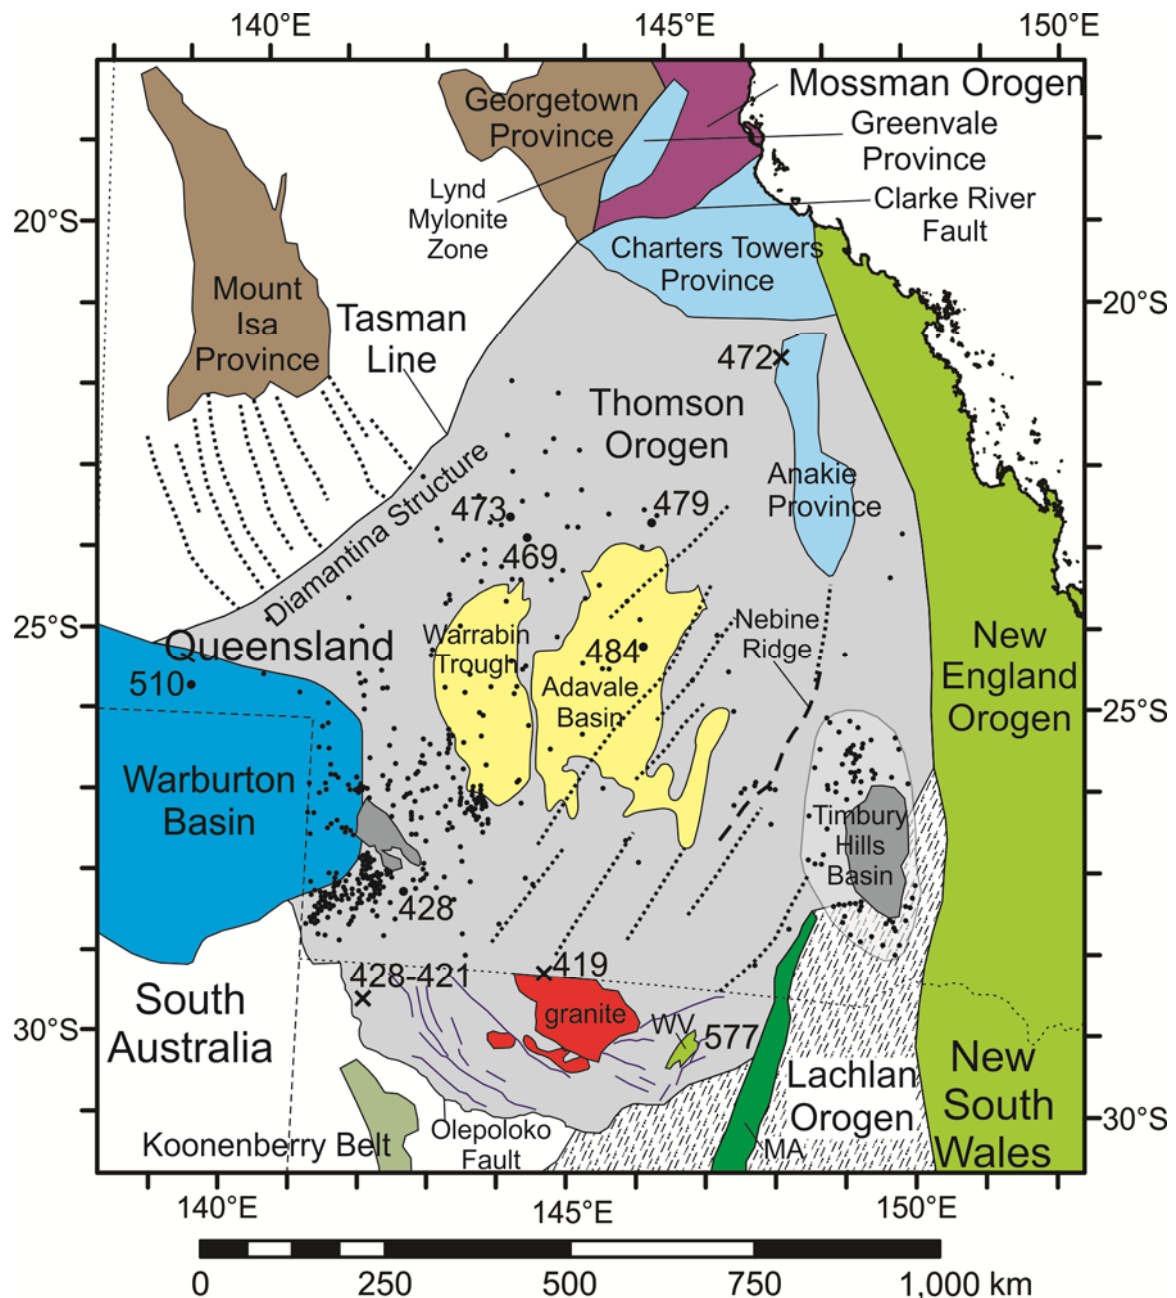 140°E
145°E
150°E
Georgetown
Province
Mossman Orogen
Greenvale
Province
Lynd
Mylonite
Zone
Clarke River
Fault
20°S
Charters Towers
Province
Mount
Isa
Province
20°S
Tasman
Line
472
Thomson
Orogen
Anakie
Province
Diamantina Structure
473
479
469
25°S
Queensland
Warrabin
Trough
484
Adavale
Basin
Nebine
Ridge
New
England
Orogen
25°S
510
Warburton
Basin
Timbury
Hills
Basin
428
428-421
419
South
Australia
granite
WV
577
30°S
Lachlan
Orogen
New
South
Wales
30°S
Koonenberry Belt
Olepoloko
Fault
MA
140°E
145°E
150°E
0
250
500
750
1,000 km